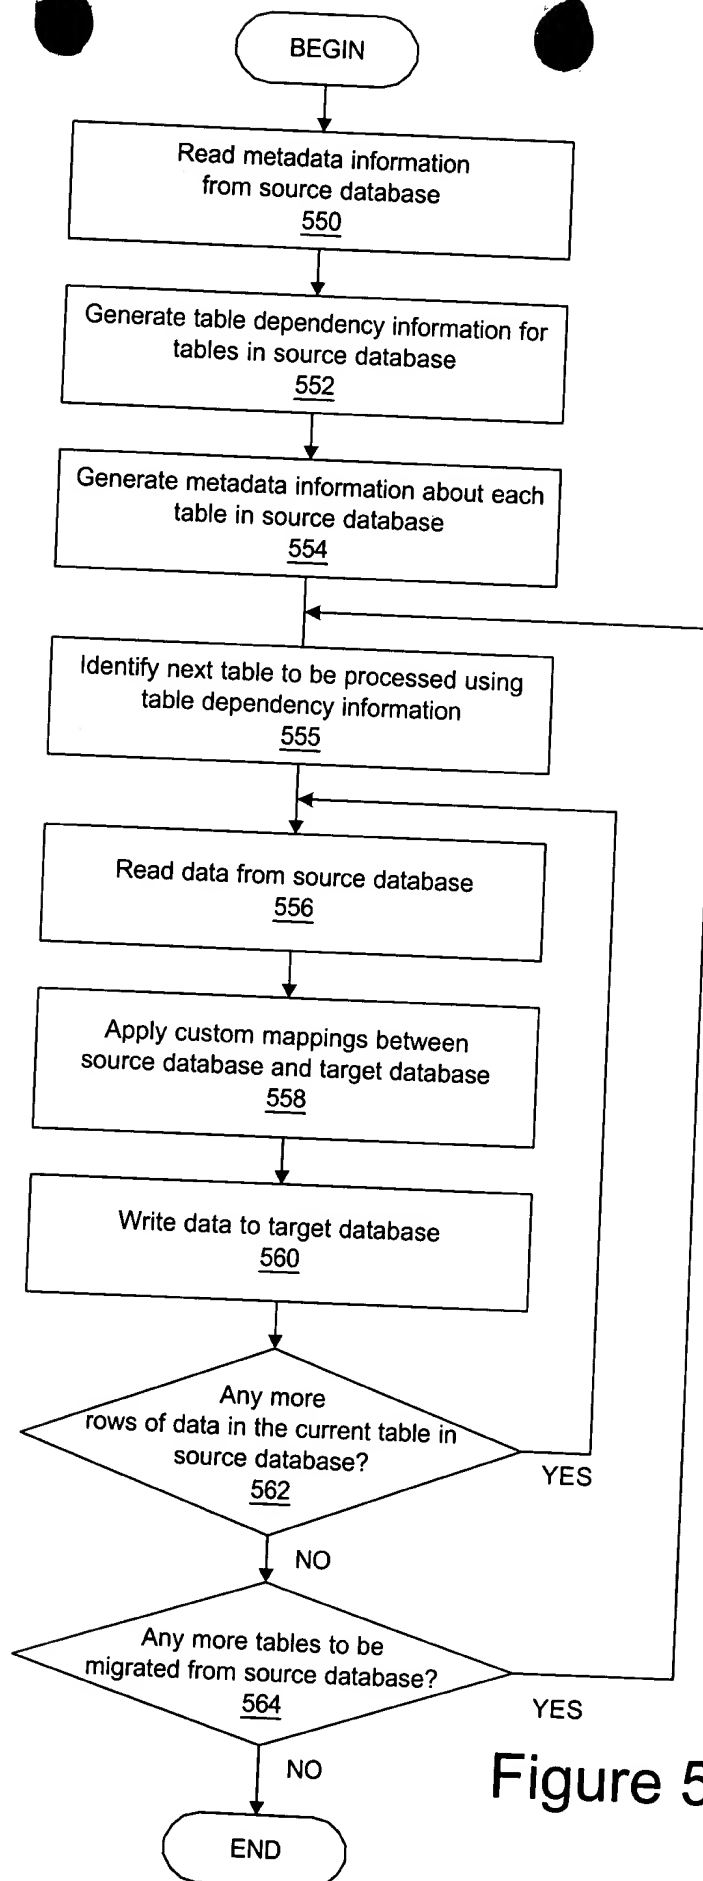 BEGIN
Read metadata information
from source database
550
Generate table dependency information for
tables in source database
552
Generate metadata information about each
table in source database
554
Identify next table to be processed using
table dependency information
555
Read data from source database
556
Apply custom mappings between
source database and target database
558
Write data to target database
560
Any more
rows of data in the current table in
source database?
562
YES
NO
Any more tables to be
migrated from source database?
564
YES
NO
Figure 5
END